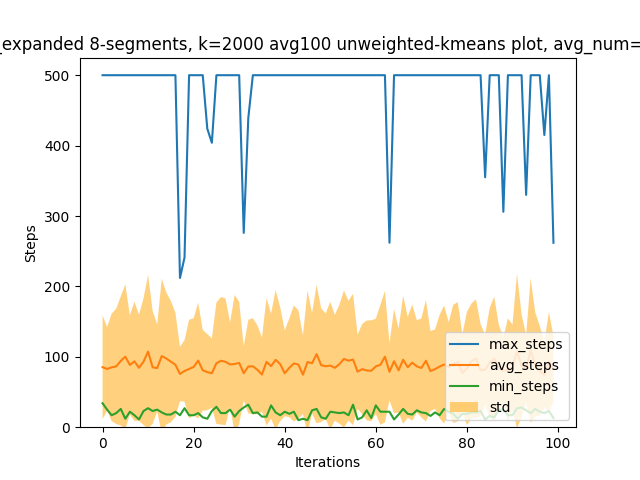 _expanded 8-segments, k=2000 avg100 unweighted-kmeans plot, avg_num=
500
400
300
200
100
0
Steps
max_steps
avg_steps
min_steps
std
0 20 40 60 80 100
Iterations